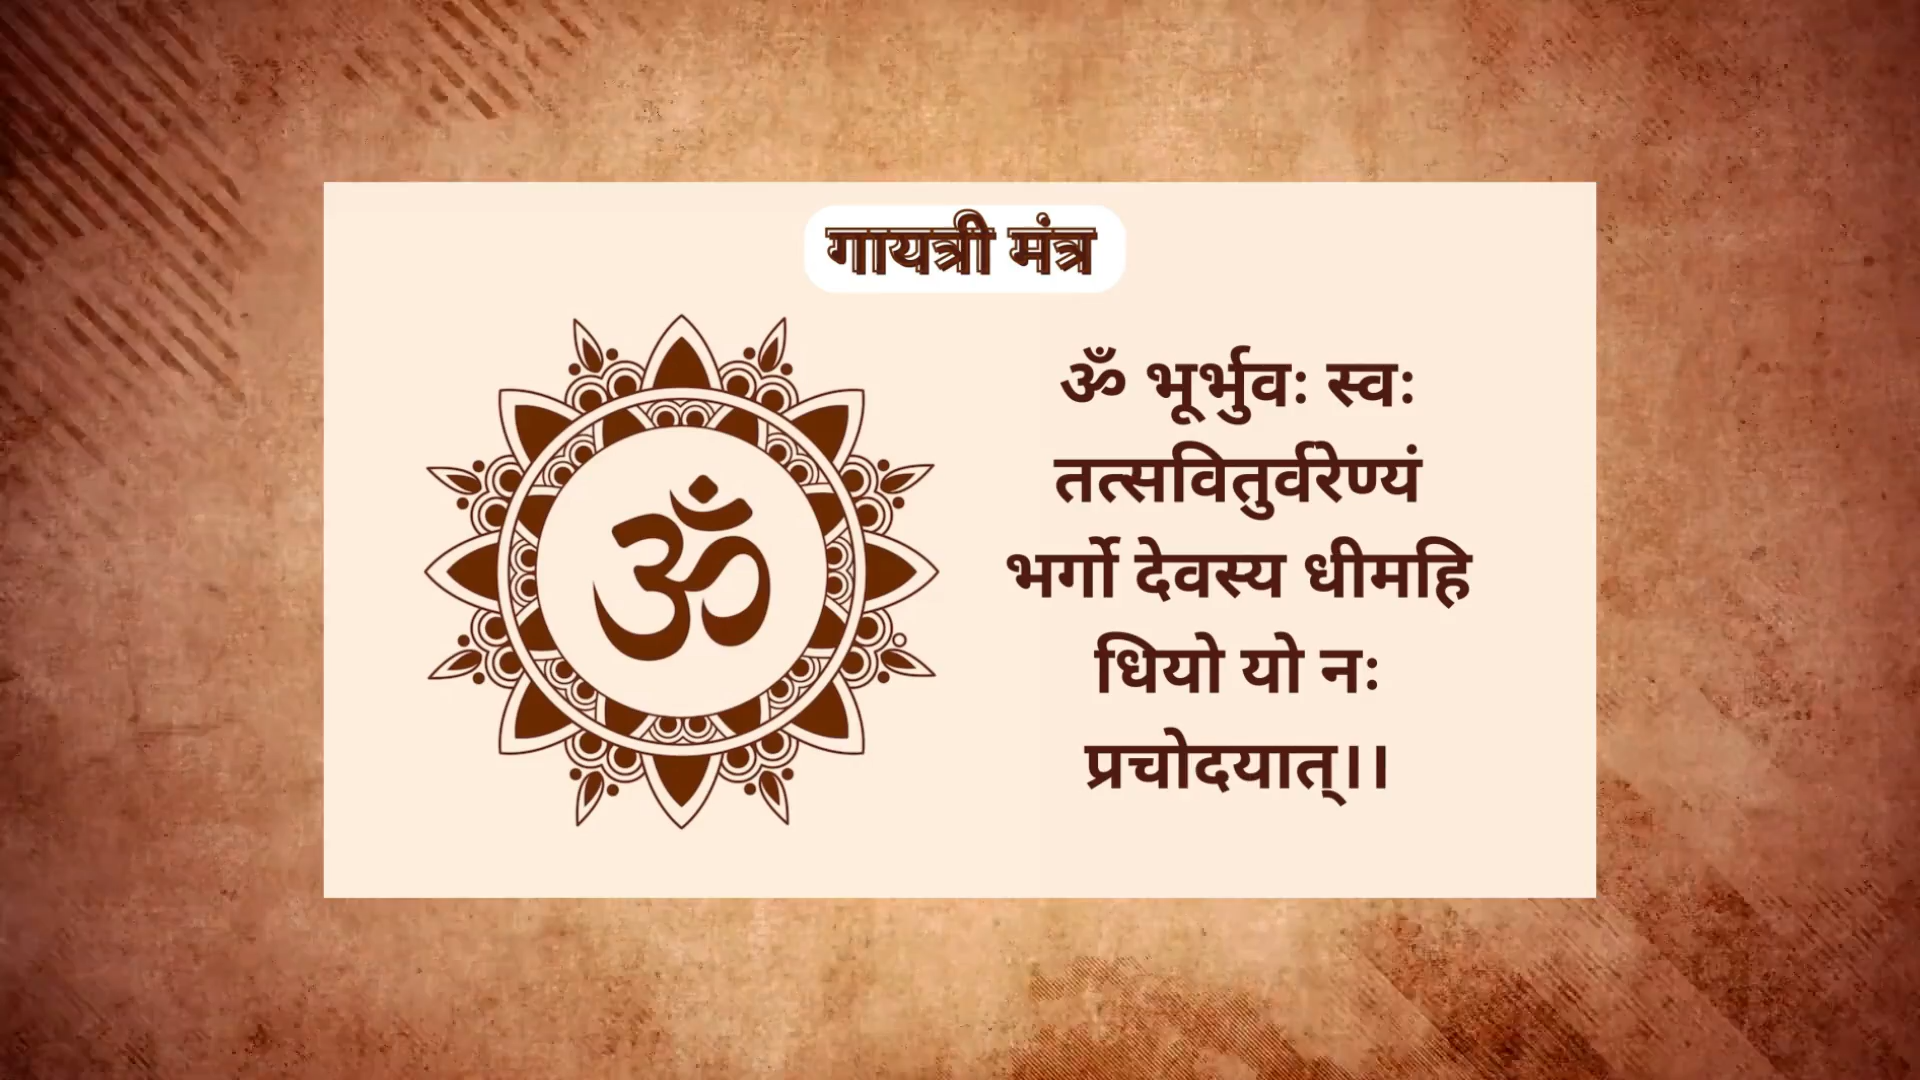 गायत्री मंत्र
ॐ
ॐ भूर्भुवः स्वः
तत्सवितुर्वरेण्यं
भर्गो देवस्य धीमहि
धियो यो नः
प्रचोदयात्।।